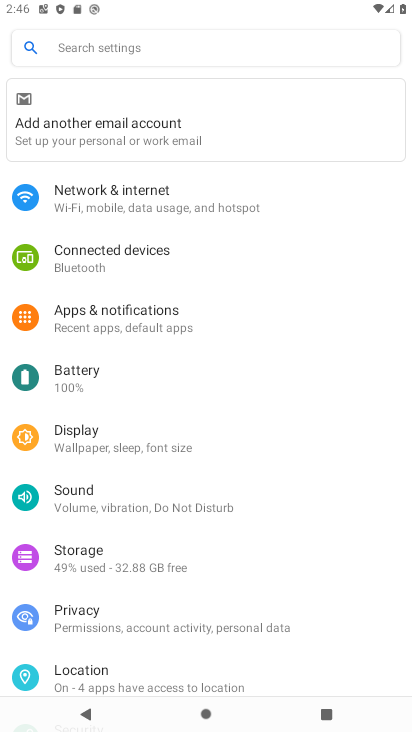 2:46
Search settings
Add another email account
Set up your personal or work email
Network & internet
Wi-Fi, mobile, data usage, and hotspot
Connected devices
Bluetooth
Apps & notifications
Recent apps, default apps
Battery
100%
Display
Wallpaper, sleep, font size
Sound
Volume, vibration, Do Not Disturb
Storage
49% used - 32.88 GB free
Privacy
Permissions, account activity, personal data
Location
On - 4 apps have access to location
Security